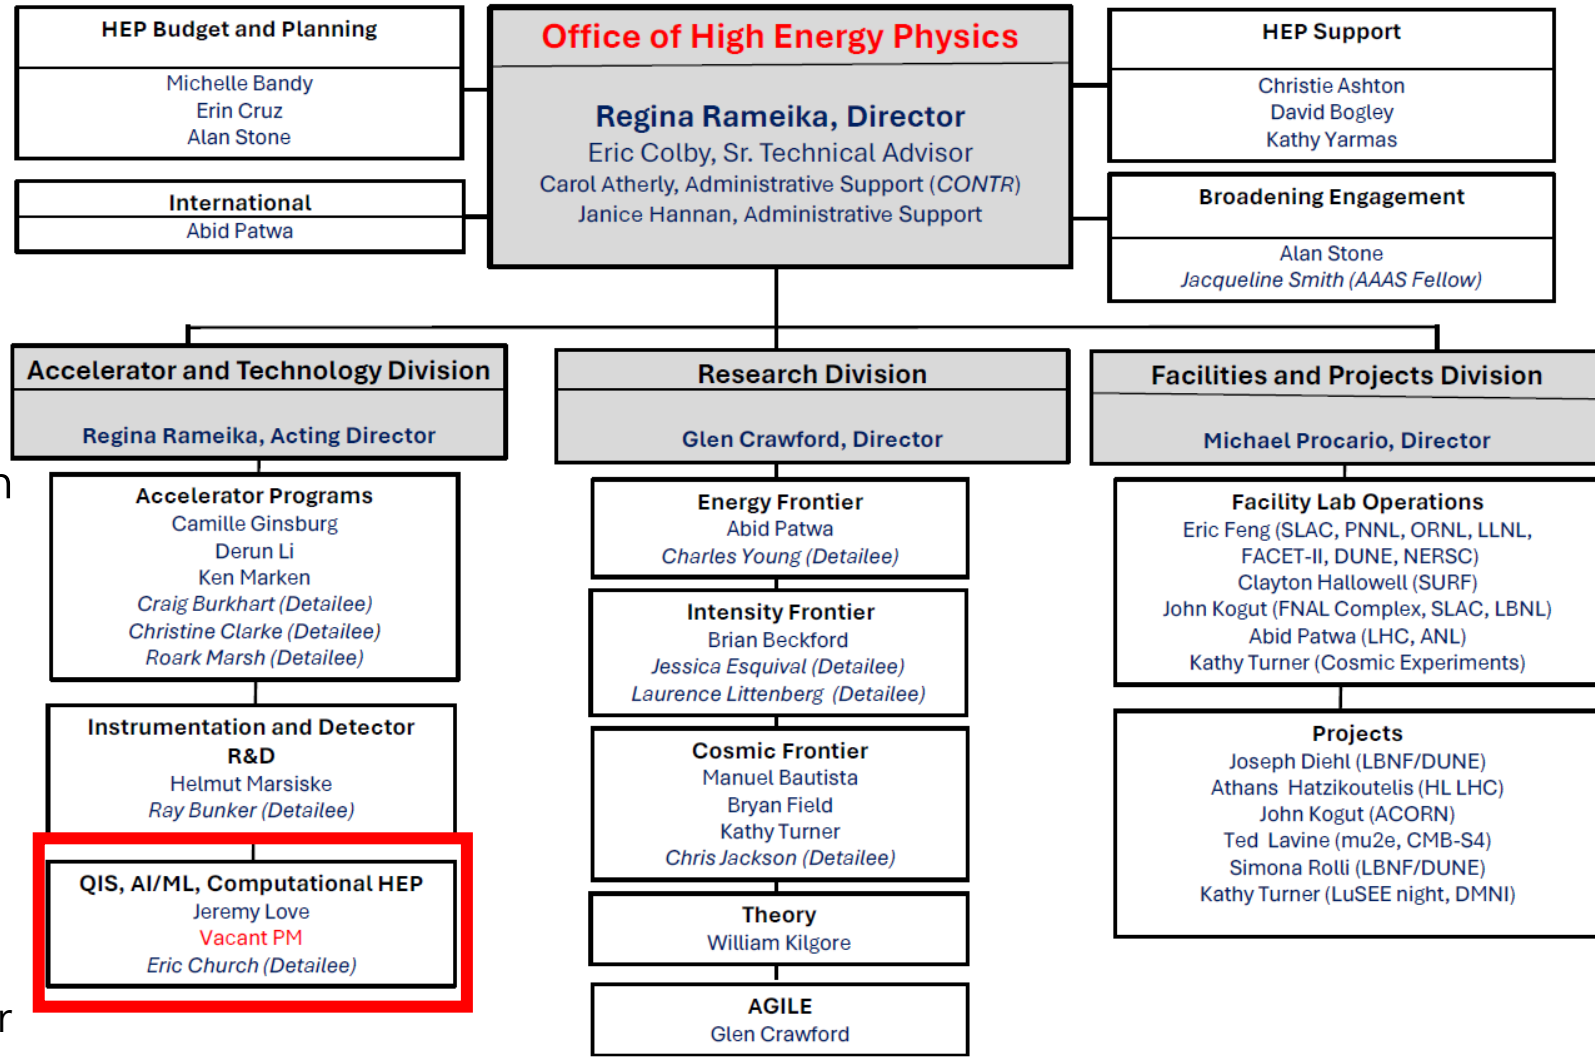 HEP Budget and Planning
Michelle Bandy
Erin Cruz
Alan Stone
International
Abid Patwa
Office of High Energy Physics
Regina Rameika, Director
Eric Colby, Sr. Technical Advisor
Carol Atherly, Administrative Support (CONTR)
Janice Hannan, Administrative Support
HEP Support
Christie Ashton
David Bogley
Kathy Yarmas
Broadening Engagement
Alan Stone
Jacqueline Smith (AAAS Fellow)
Accelerator and Technology Division
Regina Rameika, Acting Director
n
Accelerator Programs
Camille Ginsburg
Derun Li
Ken Marken
Craig Burkhart (Detailee)
Christine Clarke (Detailee)
Roark Marsh (Detailee)
Instrumentation and Detector
R&D
Helmut Marsiske
Ray Bunker (Detailee)
QIS, AI/ML, Computational HEP
Jeremy Love
Vacant PM
Eric Church (Detailee)
r
Research Division
Glen Crawford, Director
Energy Frontier
Abid Patwa
Charles Young (Detailee)
Intensity Frontier
Brian Beckford
Jessica Esquival (Detailee)
Laurence Littenberg (Detailee)
Cosmic Frontier
Manuel Bautista
Bryan Field
Kathy Turner
Chris Jackson (Detailee)
Theory
William Kilgore
AGILE
Glen Crawford
Facilities and Projects Division
Michael Procario, Director
Facility Lab Operations
Eric Feng (SLAC, PNNL, ORNL, LLNL,
FACET-II, DUNE, NERSC)
Clayton Hallowell (SURF)
John Kogut (FNAL Complex, SLAC, LBNL)
Abid Patwa (LHC, ANL)
Kathy Turner (Cosmic Experiments)
Projects
Joseph Diehl (LBNF/DUNE)
Athans Hatzikoutelis (HL LHC)
John Kogut (ACORN)
Ted Lavine (mu2e, CMB-S4)
Simona Rolli (LBNF/DUNE)
Kathy Turner (LuSEE night, DMNI)